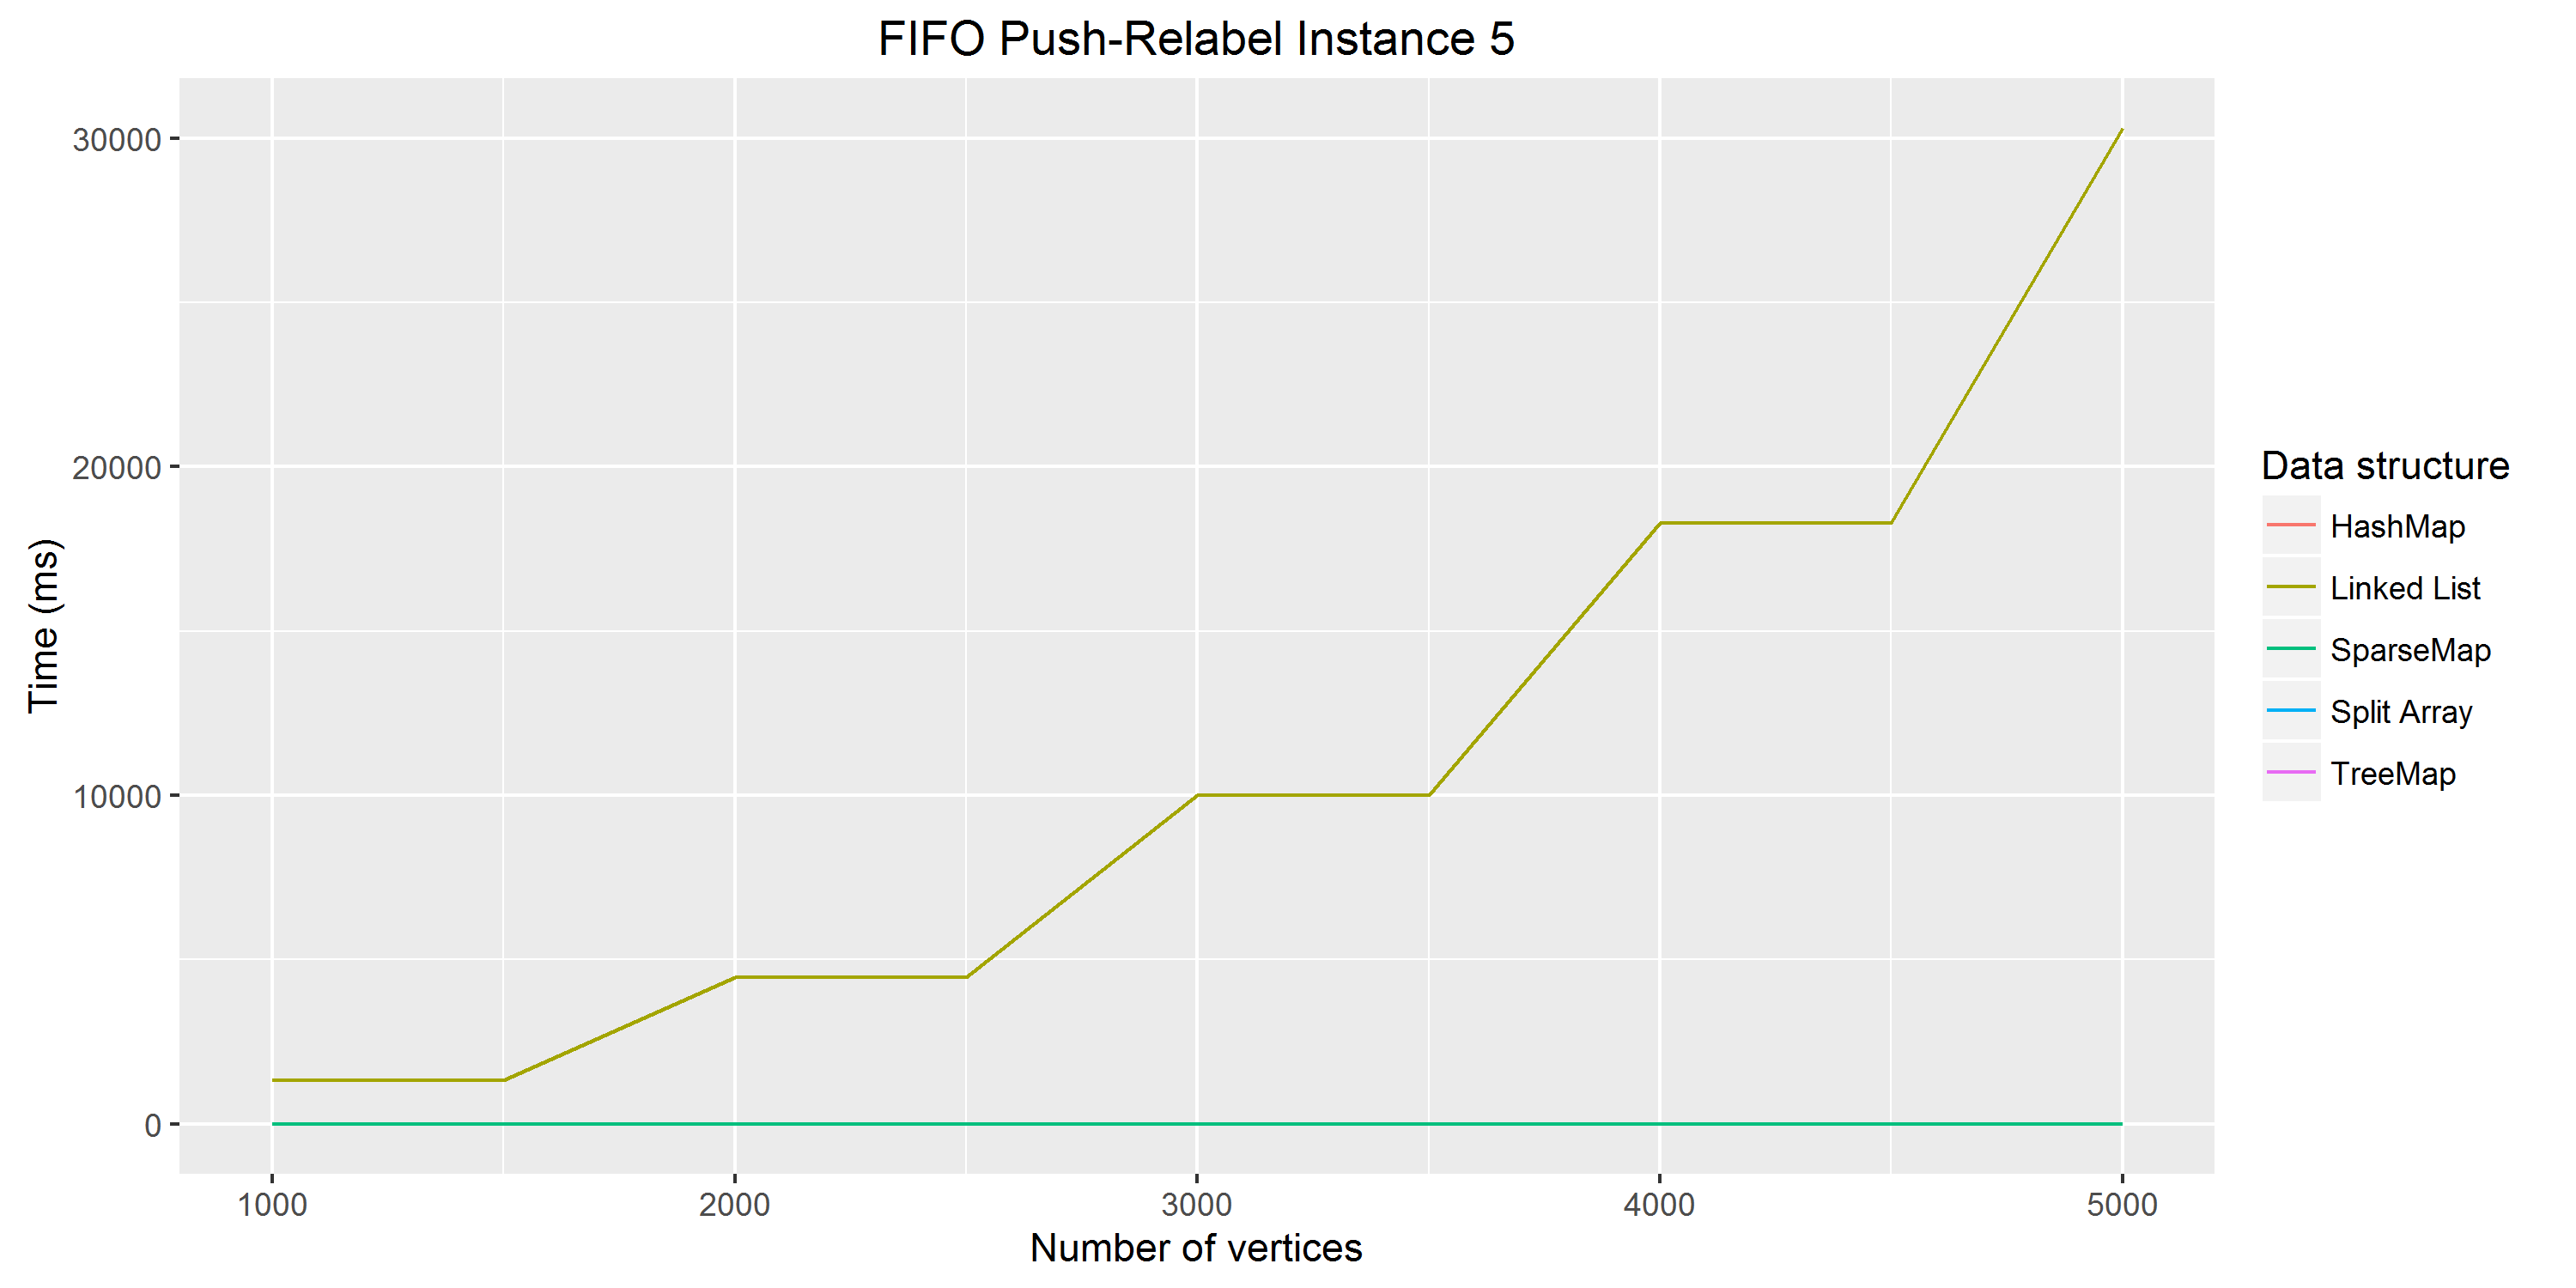 FIFO Push-Relabel Instance 5
30000
20000
10000
0
Time (ms)
1000 2000 3000 4000 5000
Number of vertices
Data structure
HashMap
Linked List
SparseMap
Split Array
TreeMap